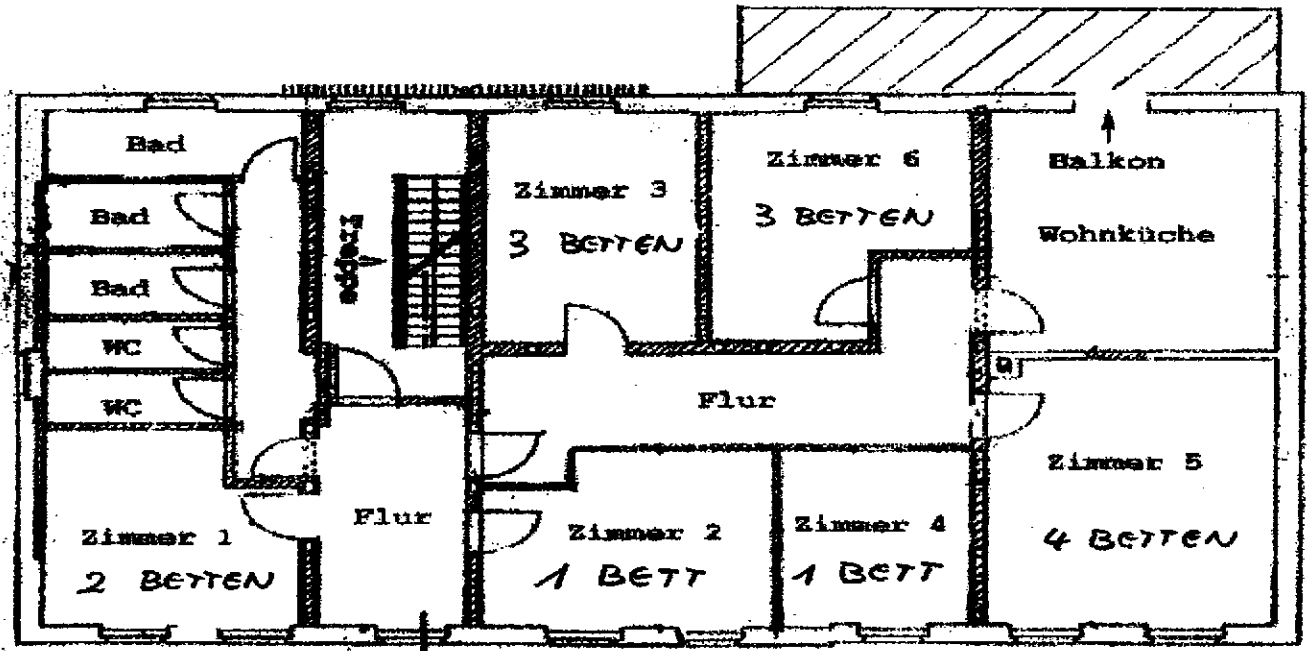 Bad
Bad
Bad
WC
WC
Treppe
Zimmer 3
3 BETTEN
Zimmer 6
3 BETTEN
Balkon
Wohnküche
Flur
Zimmer 1
2 BETTEN
Flur
Zimmer 2
1 BETT
Zimmer 4
1 BETT
Zimmer 5
4 BETTEN